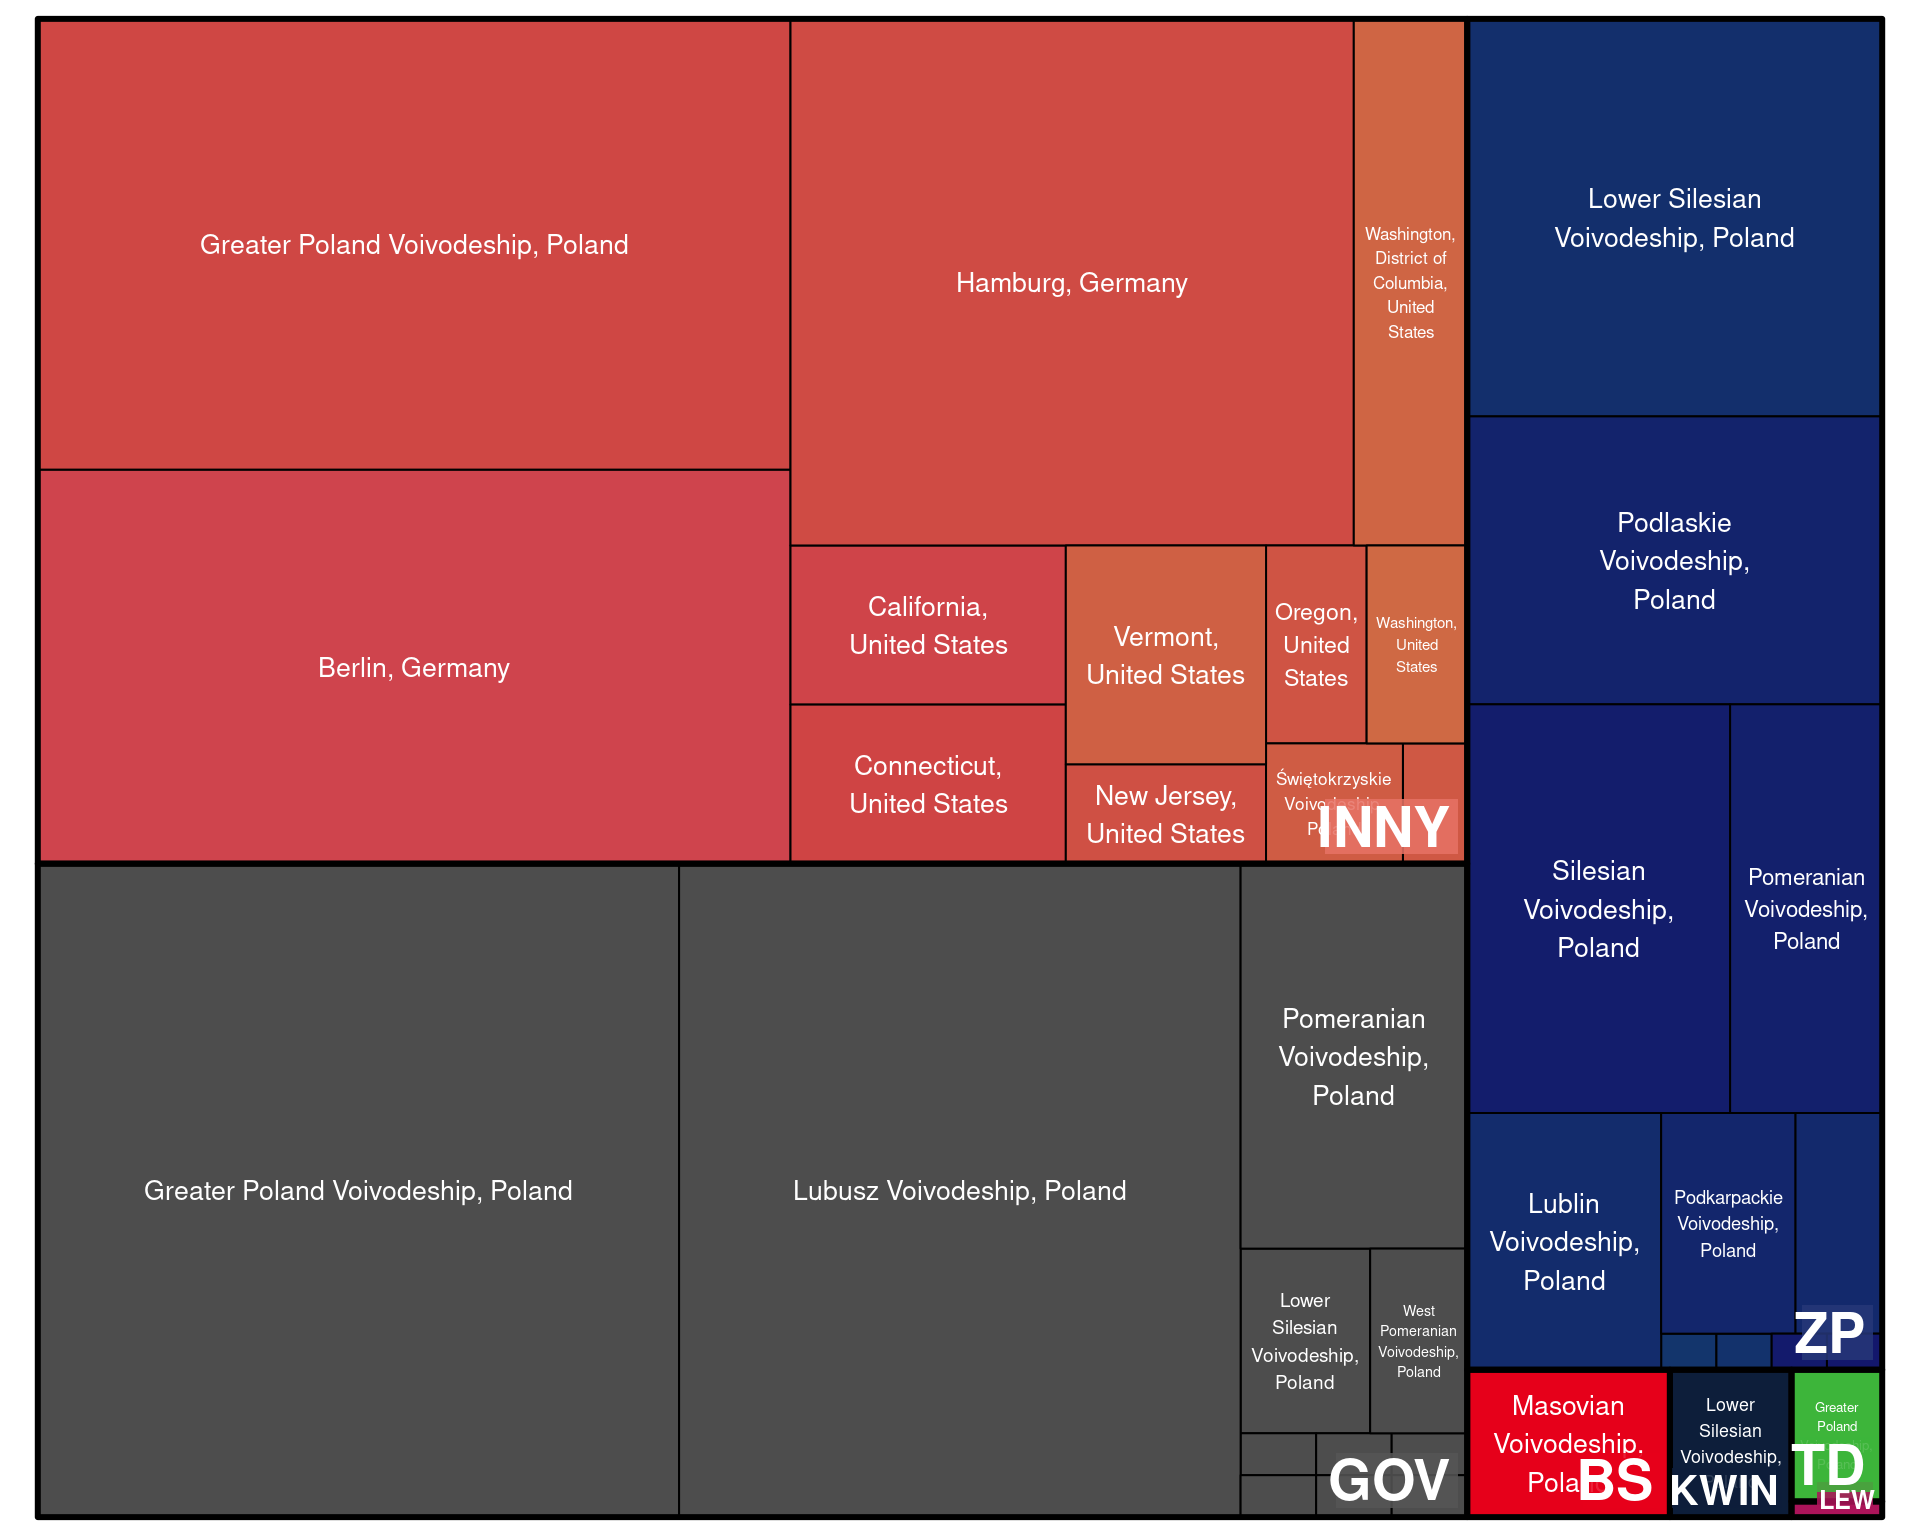 Greater Poland Voivodeship, Poland
Berlin, Germany
Hamburg, Germany
Washington,
District of
Columbia,
United
States
California,
United States
Connecticut,
United States
Vermont,
United States
New Jersey,
United States
Oregon,
United
States
Washington,
United
States
Świętokrzyskie
INNY
Greater Poland Voivodeship, Poland
Lubusz Voivodeship, Poland
Pomeranian
Voivodeship,
Poland
Lower
Silesian
Voivodeship,
Poland
West
Pomeranian
Voivodeship,
Poland
GOV
Lower Silesian
Voivodeship, Poland
Podlaskie
Voivodeship,
Poland
Silesian
Voivodeship,
Poland
Pomeranian
Voivodeship,
Poland
Lublin
Voivodeship,
Poland
Podkarpackie
Voivodeship,
Poland
ZP
Masovian
Voivodeship,
BS
Lower
Silesian
Voivodeship,
KWIN
Greater
Poland
TD
LEW